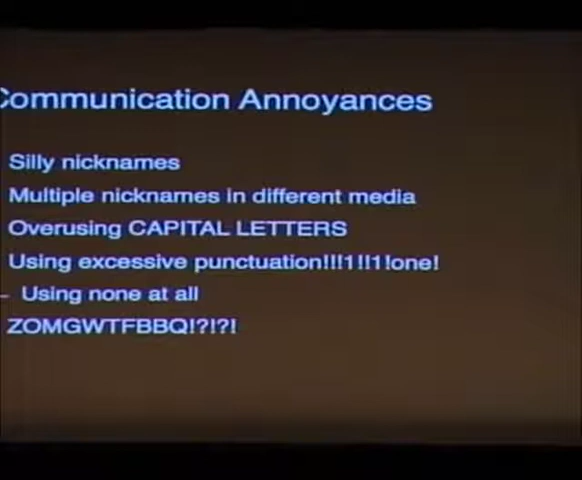 Communication Annoyances
Silly nicknames
Multiple nicknames in different media
Overusing CAPITAL LETTERS
Using excessive punctuation!!!1!!1!one!
– Using none at all
ZOMGWTFBBQ!?!?!